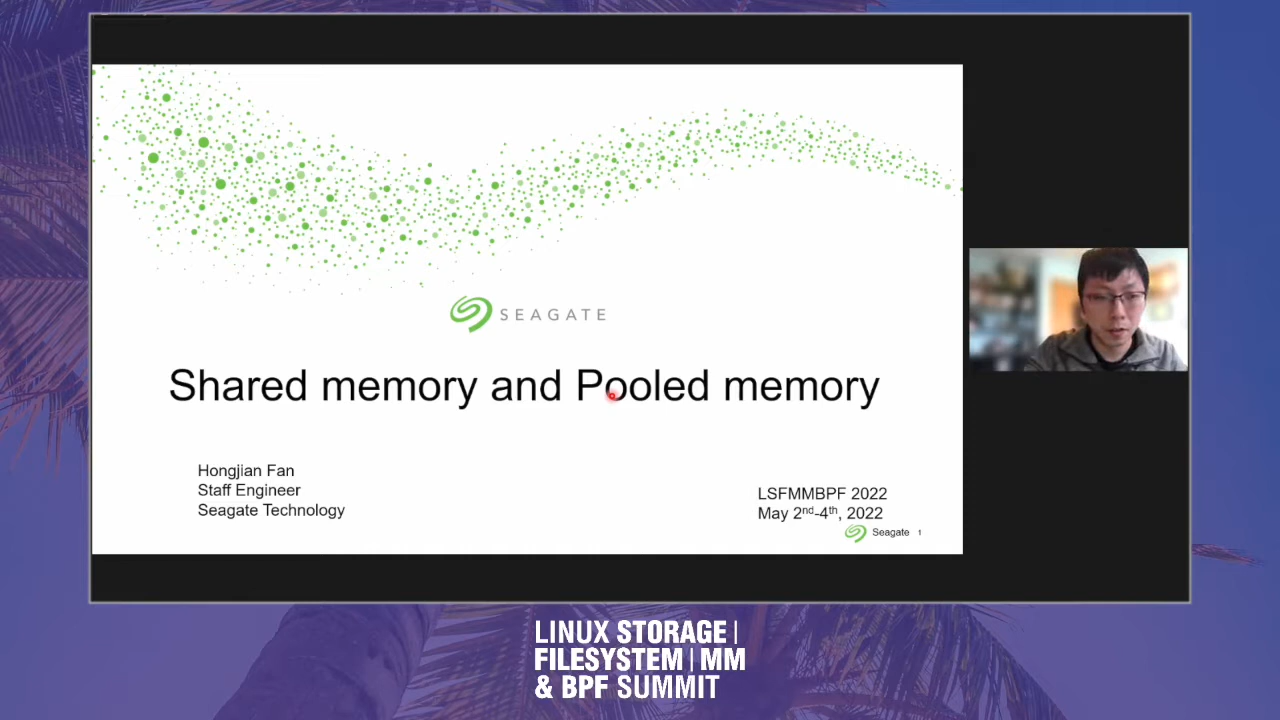 SEAGATE
Shared memory and Pooled memory
Hongjian Fan
Staff Engineer
Seagate Technology
LSFMMBPF 2022
May 2nd-4th, 2022
Seagate 1
LINUX STORAGE |
FILESYSTEM | MM
& BPF SUMMIT